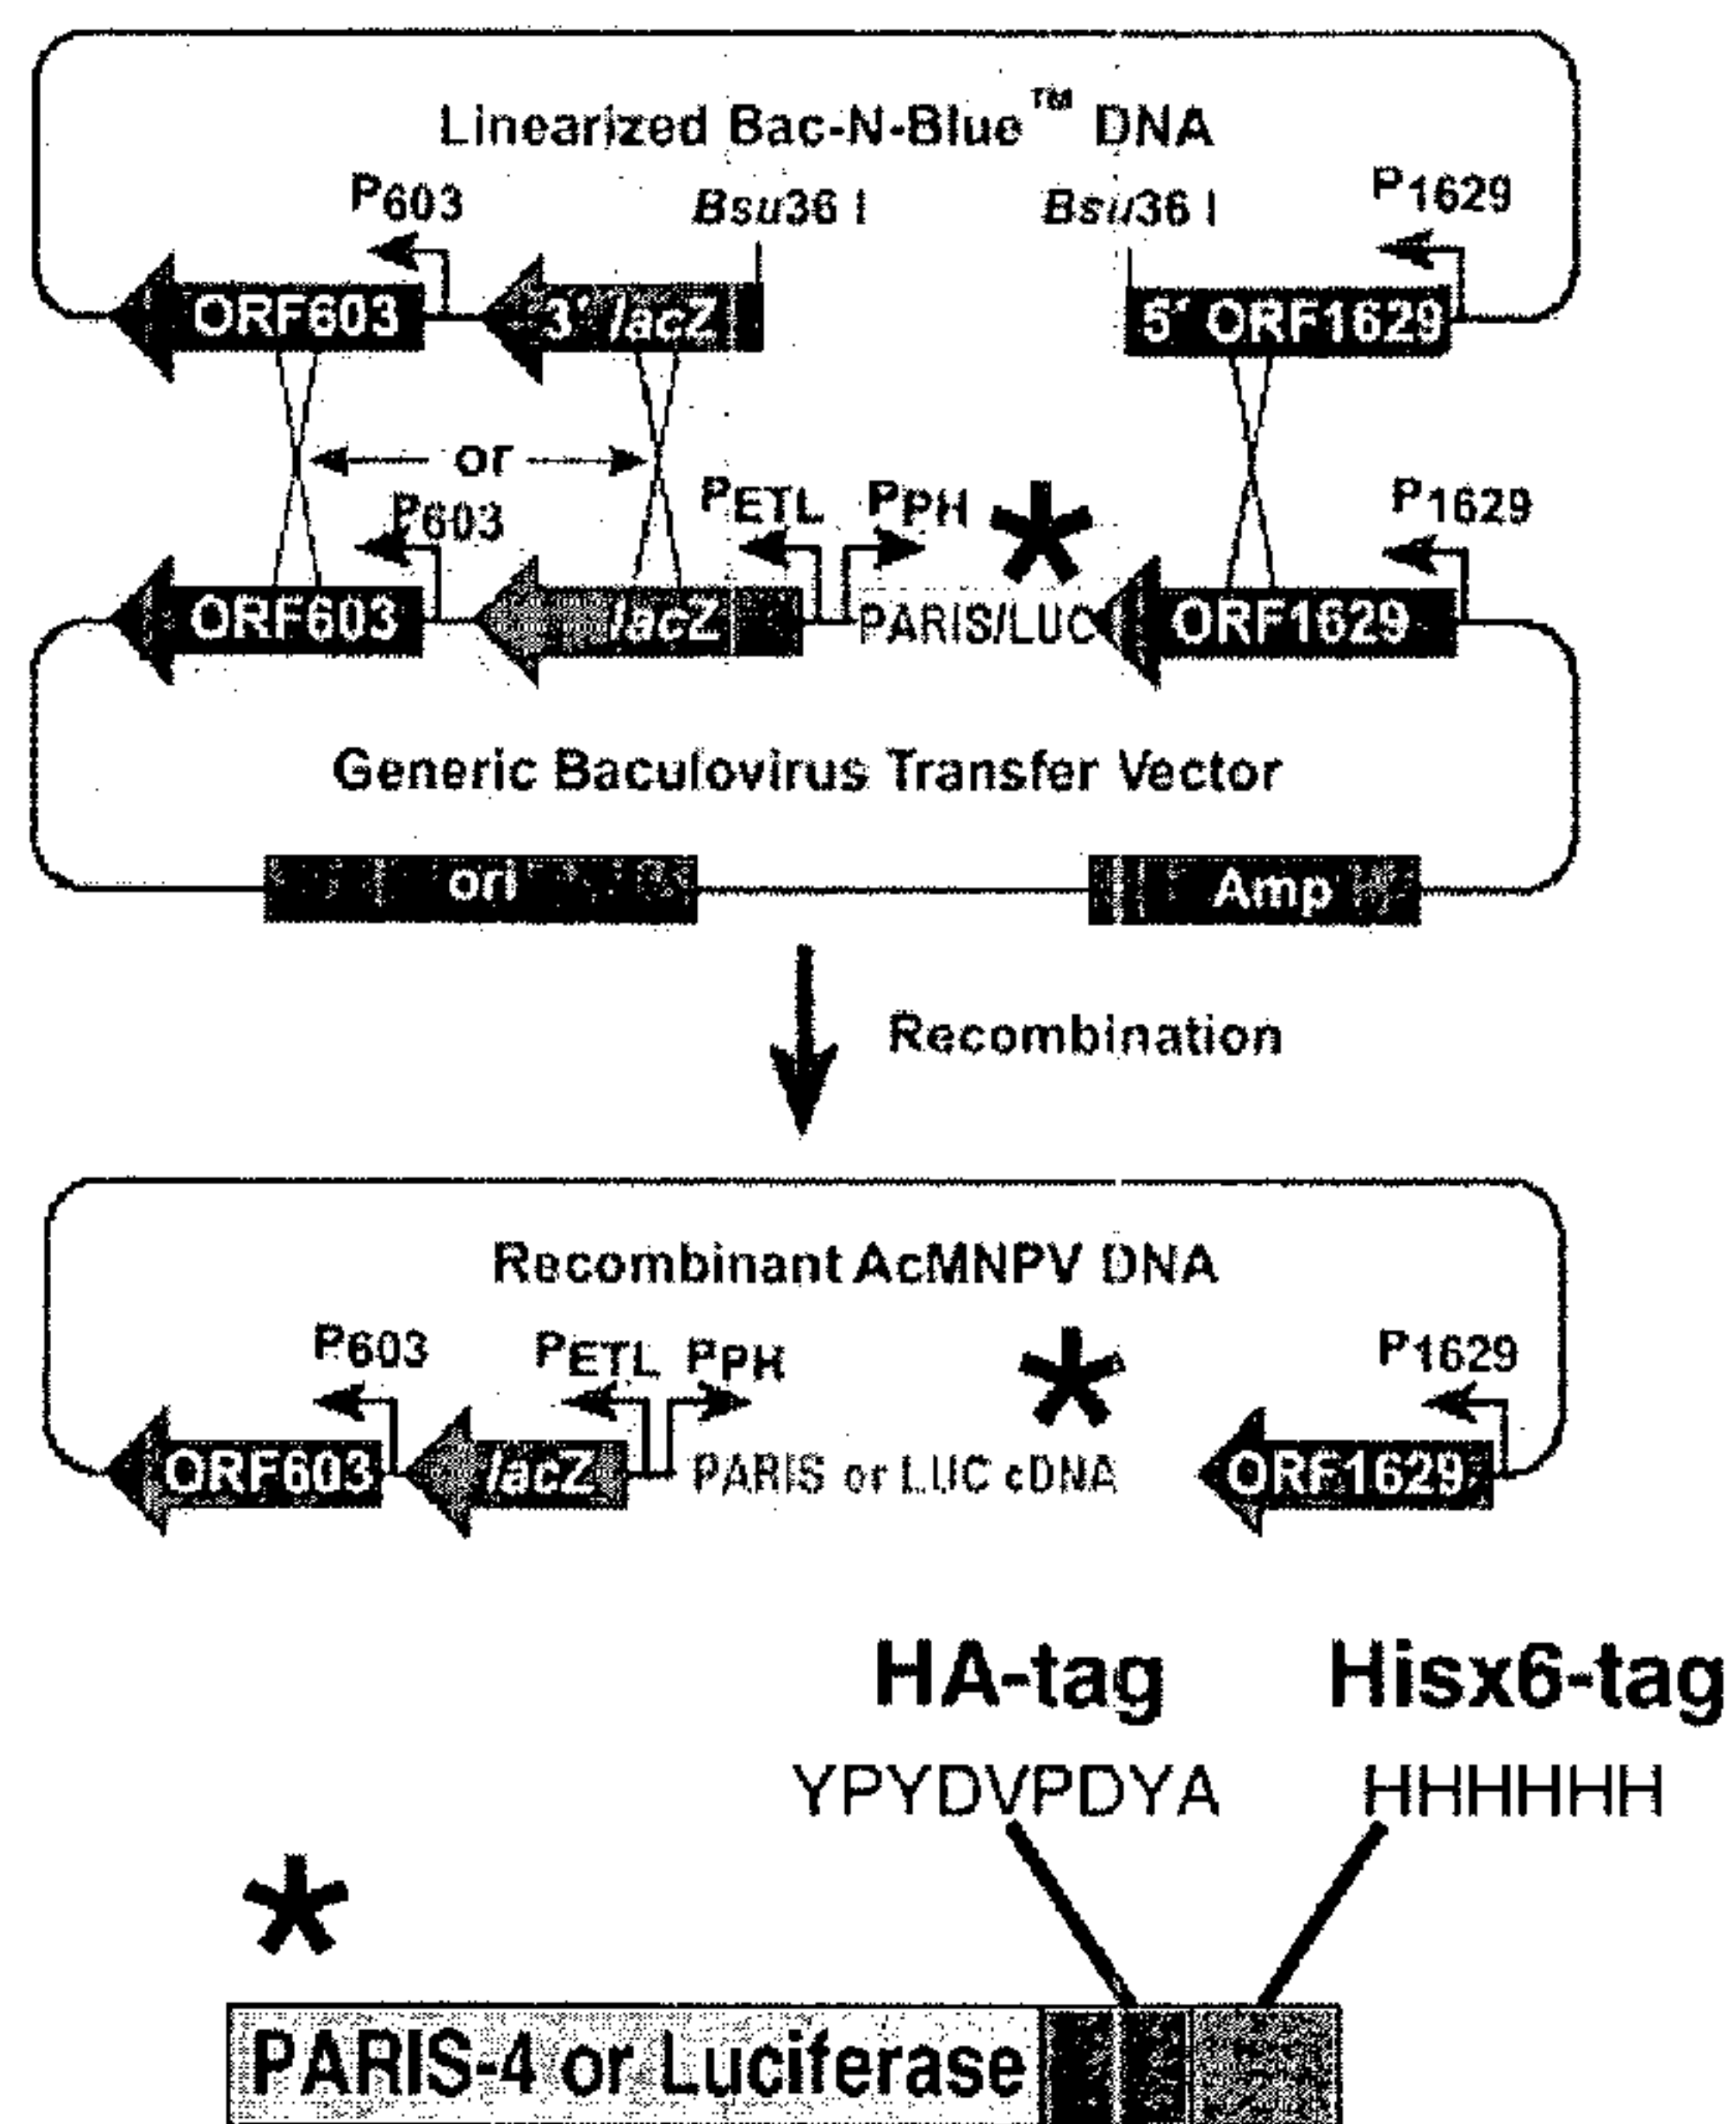 Linearized Bac-N-Blue™ DNA
P603 Bsu36 I Bsu36 I P1629
ORF603 3' lacZ 5' ORF1629
or
P603 PETL PPH * P1629
ORF603 lacZ PARIS/LUC ORF1629
Generic Baculovirus Transfer Vector
ori Amp
Recombination
Recombinant AcMNPV DNA
P603 PETL PPH * P1629
ORF603 lacZ PARIS or LUC cDNA ORF1629
HA-tag Hisx6-tag
YPYDVPDYA HHHHHH
*
PARIS-4 or Luciferase